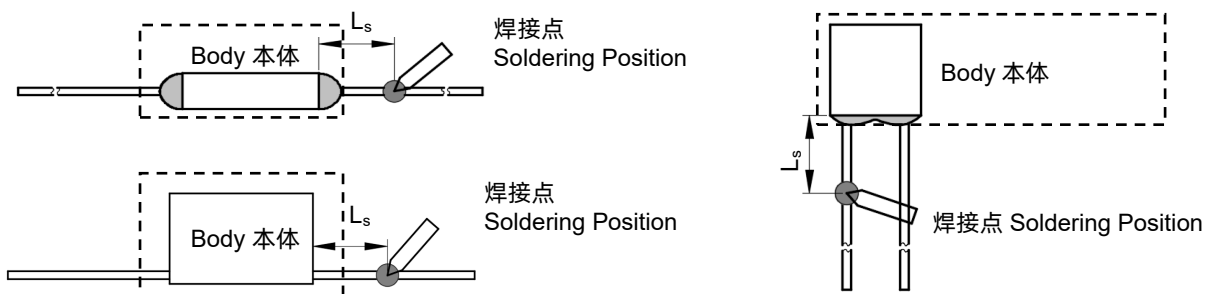 Lₛ
焊接点
Soldering Position
Body 本体
Lₛ
焊接点
Soldering Position
Body 本体
Body 本体
Lₛ
焊接点 Soldering Position